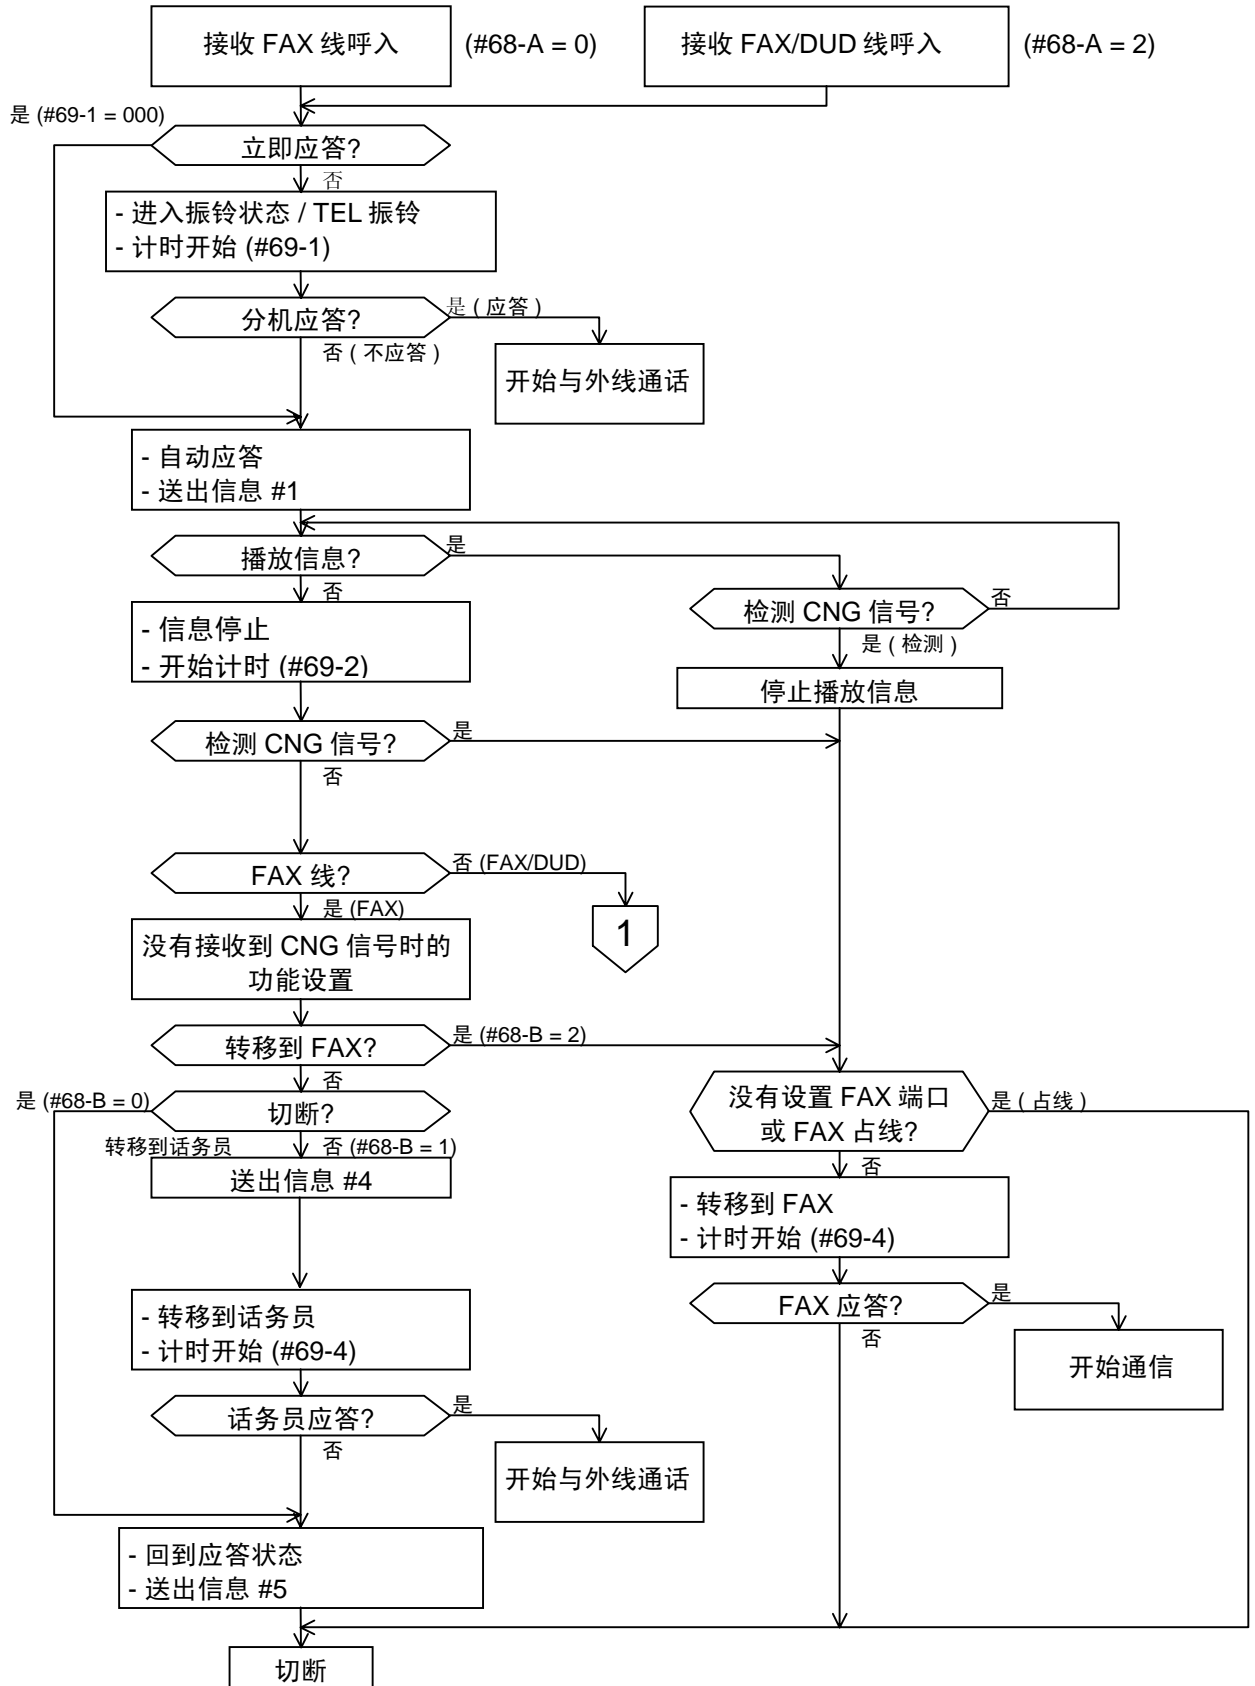 接收 FAX 线呼入
(#68-A = 0)
接收 FAX/DUD 线呼入
(#68-A = 2)
是 (#69-1 = 000)
立即应答?
否
- 进入振铃状态 / TEL 振铃
- 计时开始 (#69-1)
分机应答?
是 ( 应答 )
否 ( 不应答 )
开始与外线通话
- 自动应答
- 送出信息 #1
播放信息?
是
否
检测 CNG 信号?
否
- 信息停止
- 开始计时 (#69-2)
是 ( 检测 )
停止播放信息
检测 CNG 信号?
是
否
FAX 线?
否 (FAX/DUD)
是 (FAX)
1
没有接收到 CNG 信号时的
功能设置
转移到 FAX?
是 (#68-B = 2)
否
是 (#68-B = 0)
切断?
没有设置 FAX 端口
或 FAX 占线?
是 ( 占线 )
转移到话务员
否 (#68-B = 1)
否
送出信息 #4
- 转移到 FAX
- 计时开始 (#69-4)
FAX 应答?
是
否
- 转移到话务员
- 计时开始 (#69-4)
开始通信
话务员应答?
是
否
开始与外线通话
- 回到应答状态
- 送出信息 #5
切断